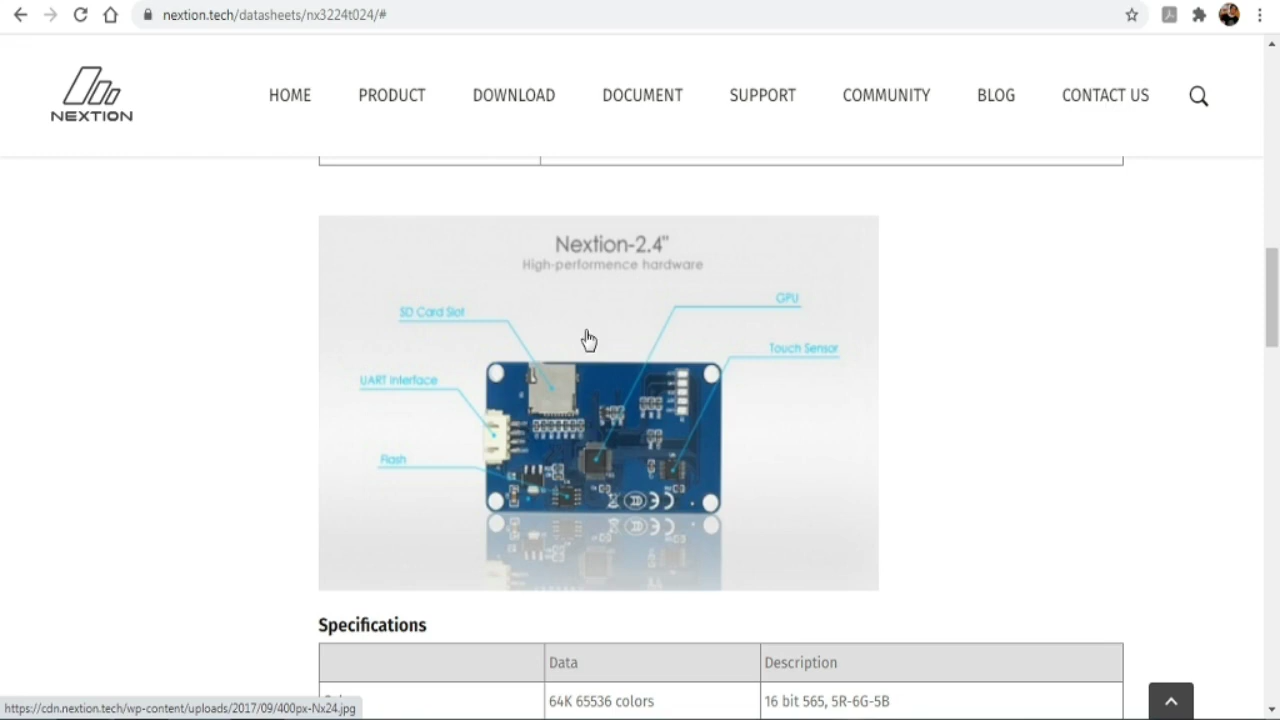 nextion.tech/datasheets/nx3224t024/#
NEXTION
HOME PRODUCT DOWNLOAD DOCUMENT SUPPORT COMMUNITY BLOG CONTACT US
Nextion-2.4"
High-performence hardware
SD Card Slot
GPU
Touch Sensor
UART interface
Flash
Specifications
Data Description
64K 65536 colors 16 bit 565, 5R-6G-5B
https://cdn.nextion.tech/wp-content/uploads/2017/09/400px-Nx24.jpg